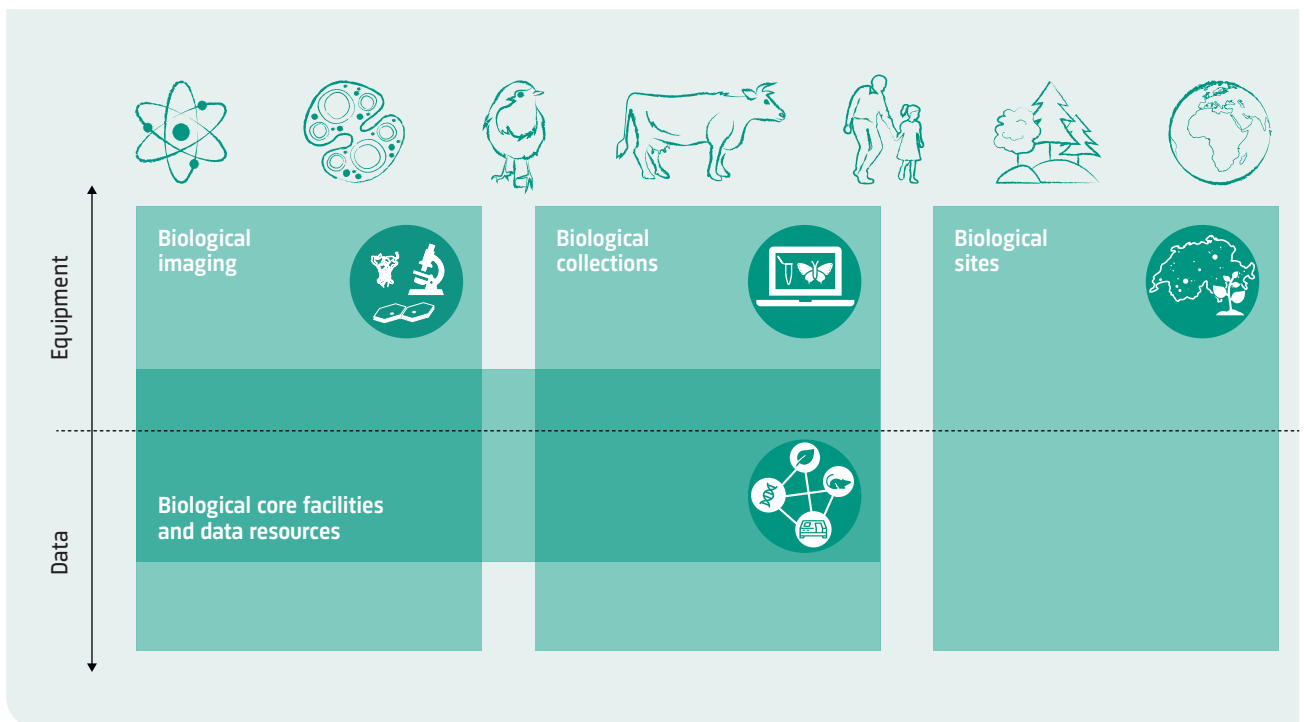 Equipment
Data
Biological
imaging
Biological
collections
Biological
sites
Biological core facilities
and data resources